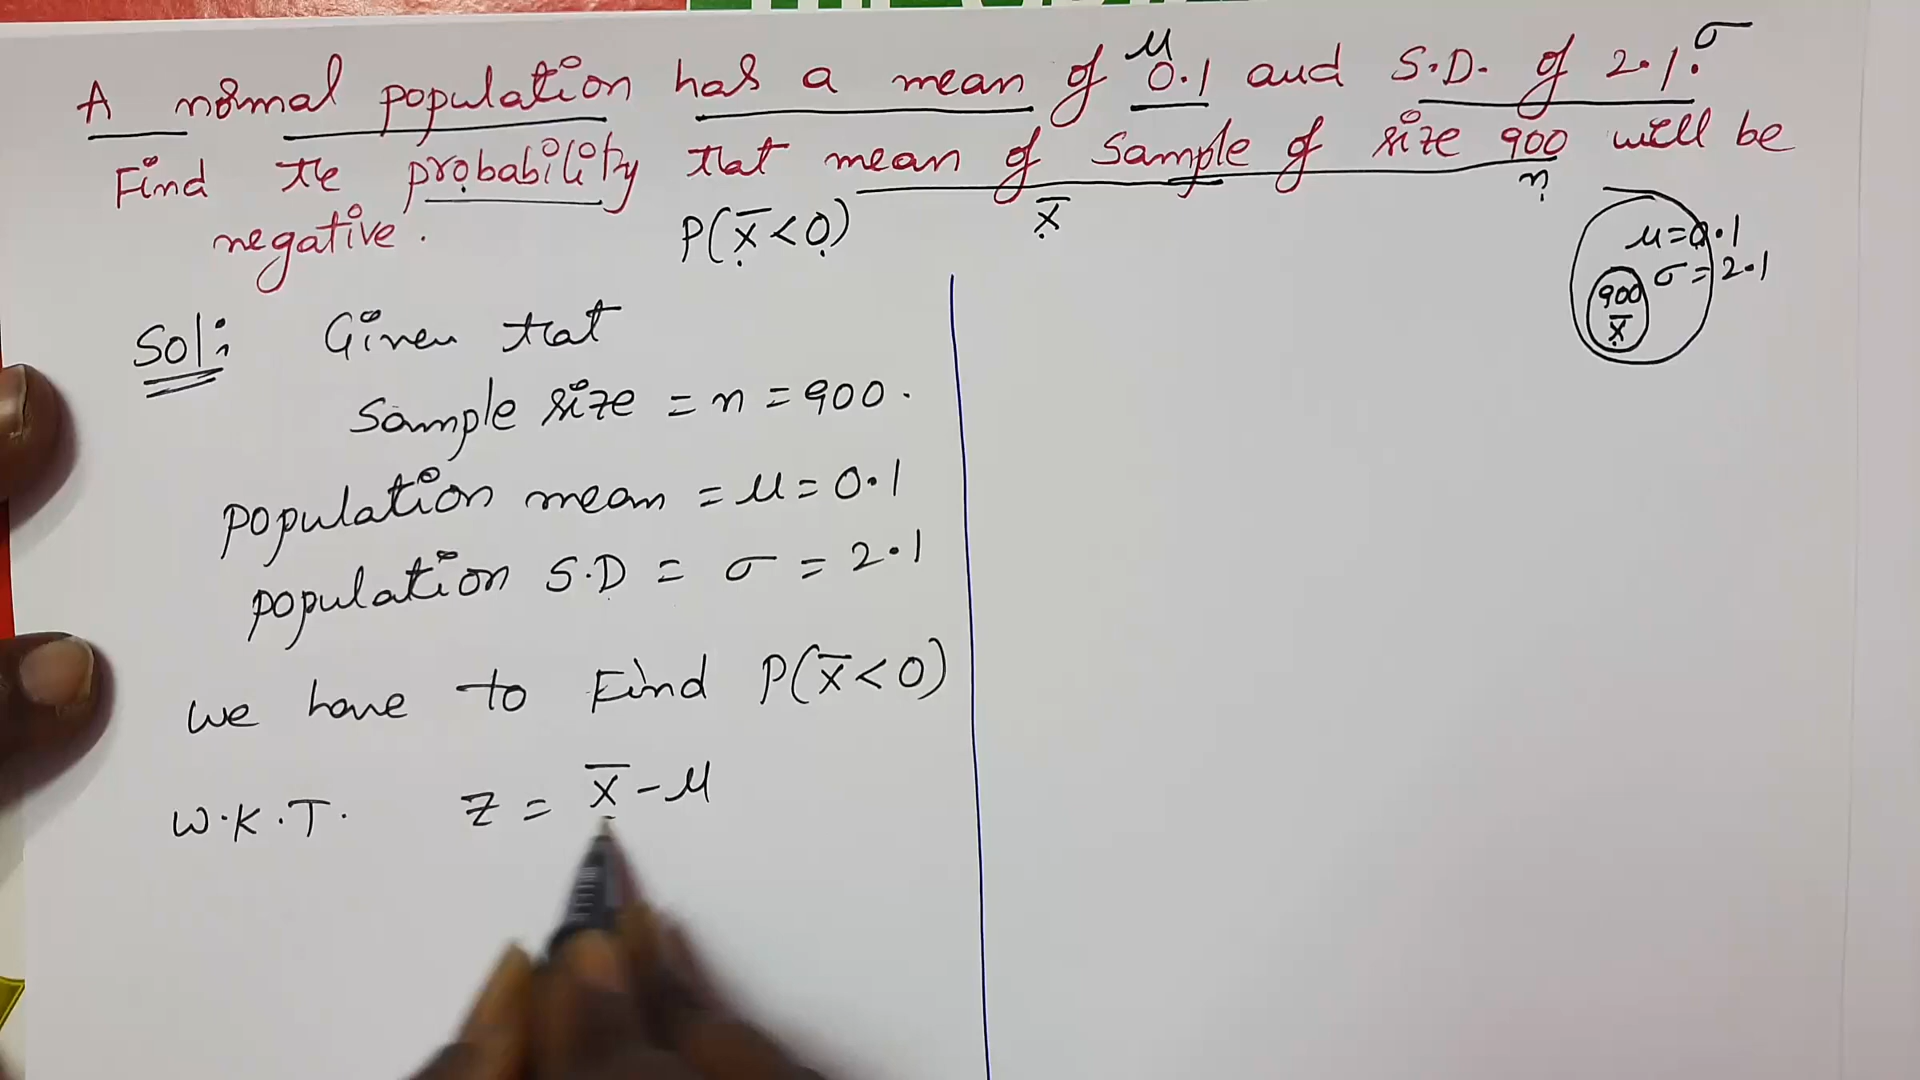 μ σ
A normal population has a mean of 0.1 and S.D. of 2.1.
Find the probability that mean of sample of size 900 will be
n
negative. P(x̄<0) x̄
μ=0.1
σ=2.1
900
x̄
Sol: Given that
Sample size = n = 900.
population mean = μ = 0.1
population S.D = σ = 2.1
we have to Find P(x̄<0)
W.K.T. z = x̄-μ